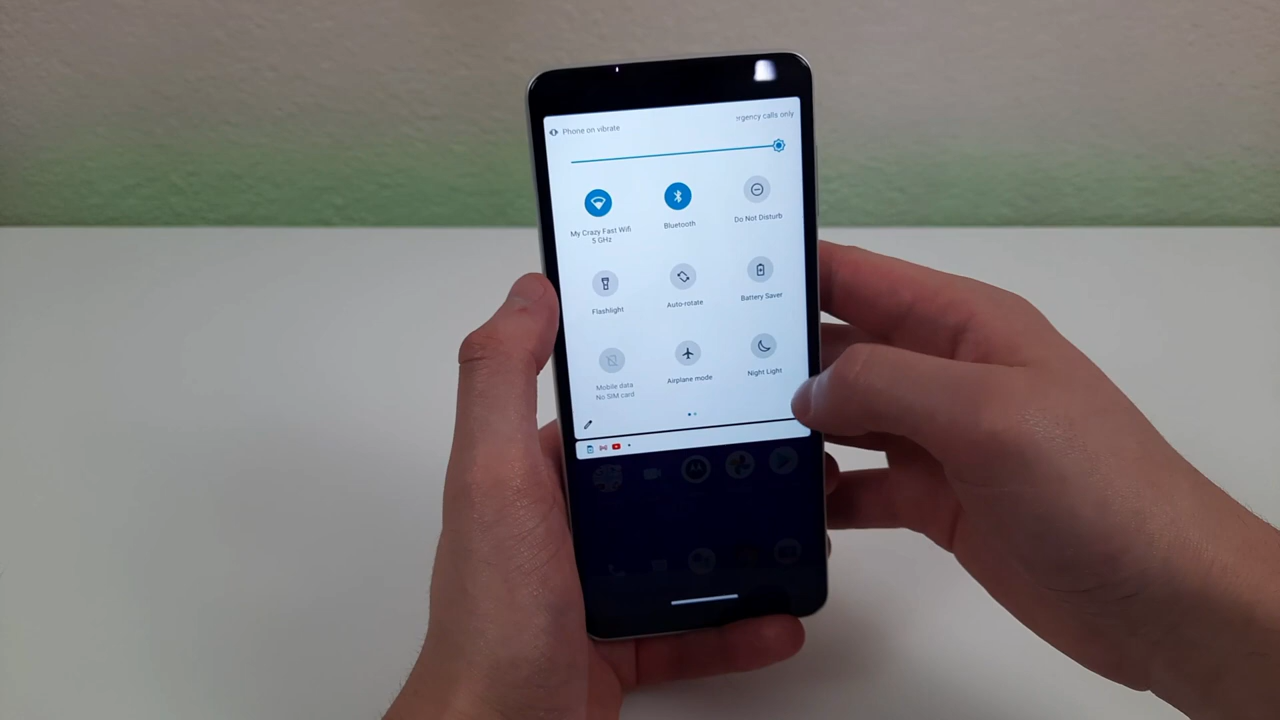 Phone on vibrate
rgency calls only
My Crazy Fast Wifi
5 GHz
Bluetooth
Do Not Disturb
Flashlight
Auto-rotate
Battery Saver
Mobile data
No SIM card
Airplane mode
Night Light